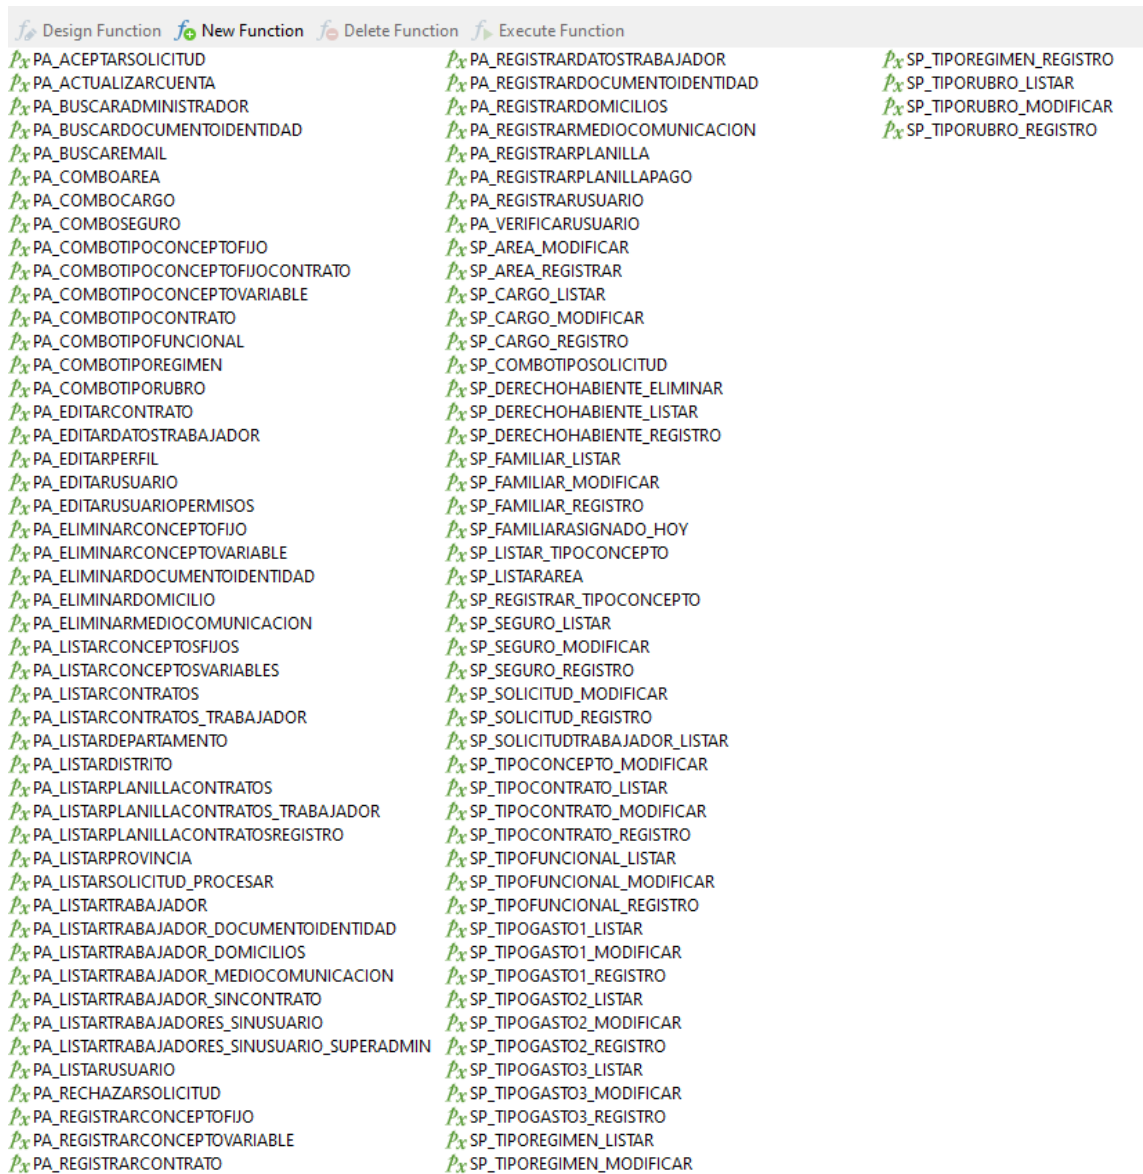 Design Function New Function Delete Function Execute Function
PA_ACEPTARSOLICITUD
PA_ACTUALIZARCUENTA
PA_BUSCARADMINISTRADOR
PA_BUSCARDOCUMENTOIDENTIDAD
PA_BUSCAREMAIL
PA_COMBOAREA
PA_COMBOCARGO
PA_COMBOSEGURO
PA_COMBOTIPOCONCEPTOFIJO
PA_COMBOTIPOCONCEPTOFIJOCONTRATO
PA_COMBOTIPOCONCEPTOVARIABLE
PA_COMBOTIPOCONTRATO
PA_COMBOTIPOFUNCIONAL
PA_COMBOTIPOREGIMEN
PA_COMBOTIPORUBRO
PA_EDITARCONTRATO
PA_EDITARDATOSTRABAJADOR
PA_EDITARPERFIL
PA_EDITARUSUARIO
PA_EDITARUSUARIOPERMISOS
PA_ELIMINARCONCEPTOFIJO
PA_ELIMINARCONCEPTOVARIABLE
PA_ELIMINARDOCUMENTOIDENTIDAD
PA_ELIMINARDOMICILIO
PA_ELIMINARMEDIOCOMUNICACION
PA_LISTARCONCEPTOSFIJOS
PA_LISTARCONCEPTOSVARIABLES
PA_LISTARCONTRATOS
PA_LISTARCONTRATOS_TRABAJADOR
PA_LISTARDEPARTAMENTO
PA_LISTARDISTRITO
PA_LISTARPLANILLACONTRATOS
PA_LISTARPLANILLACONTRATOS_TRABAJADOR
PA_LISTARPLANILLACONTRATOSREGISTRO
PA_LISTARPROVINCIA
PA_LISTARSOLICITUD_PROCESAR
PA_LISTARTRABAJADOR
PA_LISTARTRABAJADOR_DOCUMENTOIDENTIDAD
PA_LISTARTRABAJADOR_DOMICILIOS
PA_LISTARTRABAJADOR_MEDIOCOMUNICACION
PA_LISTARTRABAJADOR_SINCONTRATO
PA_LISTARTRABAJADORES_SINUSUARIO
PA_LISTARTRABAJADORES_SINUSUARIO_SUPERADMIN
PA_LISTARUSUARIO
PA_RECHAZARSOLICITUD
PA_REGISTRARCONCEPTOFIJO
PA_REGISTRARCONCEPTOVARIABLE
PA_REGISTRARCONTRATO
PA_REGISTRARDATOSTRABAJADOR
PA_REGISTRARDOCUMENTOIDENTIDAD
PA_REGISTRARDOMICILIOS
PA_REGISTRARMEDIOCOMUNICACION
PA_REGISTRARPLANILLA
PA_REGISTRARPLANILLAPAGO
PA_REGISTRARUSUARIO
PA_VERIFICARUSUARIO
SP_AREA_MODIFICAR
SP_AREA_REGISTRAR
SP_CARGO_LISTAR
SP_CARGO_MODIFICAR
SP_CARGO_REGISTRO
SP_COMBOTIPOSOLICITUD
SP_DERECHOHABIENTE_ELIMINAR
SP_DERECHOHABIENTE_LISTAR
SP_DERECHOHABIENTE_REGISTRO
SP_FAMILIAR_LISTAR
SP_FAMILIAR_MODIFICAR
SP_FAMILIAR_REGISTRO
SP_FAMILIARASIGNADO_HOY
SP_LISTAR_TIPOCONCEPTO
SP_LISTARAREA
SP_REGISTRAR_TIPOCONCEPTO
SP_SEGURO_LISTAR
SP_SEGURO_MODIFICAR
SP_SEGURO_REGISTRO
SP_SOLICITUD_MODIFICAR
SP_SOLICITUD_REGISTRO
SP_SOLICITUDTRABAJADOR_LISTAR
SP_TIPOCONCEPTO_MODIFICAR
SP_TIPOCONTRATO_LISTAR
SP_TIPOCONTRATO_MODIFICAR
SP_TIPOCONTRATO_REGISTRO
SP_TIPOFUNCIONAL_LISTAR
SP_TIPOFUNCIONAL_MODIFICAR
SP_TIPOFUNCIONAL_REGISTRO
SP_TIPOGASTO1_LISTAR
SP_TIPOGASTO1_MODIFICAR
SP_TIPOGASTO1_REGISTRO
SP_TIPOGASTO2_LISTAR
SP_TIPOGASTO2_MODIFICAR
SP_TIPOGASTO2_REGISTRO
SP_TIPOGASTO3_LISTAR
SP_TIPOGASTO3_MODIFICAR
SP_TIPOGASTO3_REGISTRO
SP_TIPOREGIMEN_LISTAR
SP_TIPOREGIMEN_MODIFICAR
SP_TIPOREGIMEN_REGISTRO
SP_TIPORUBRO_LISTAR
SP_TIPORUBRO_MODIFICAR
SP_TIPORUBRO_REGISTRO